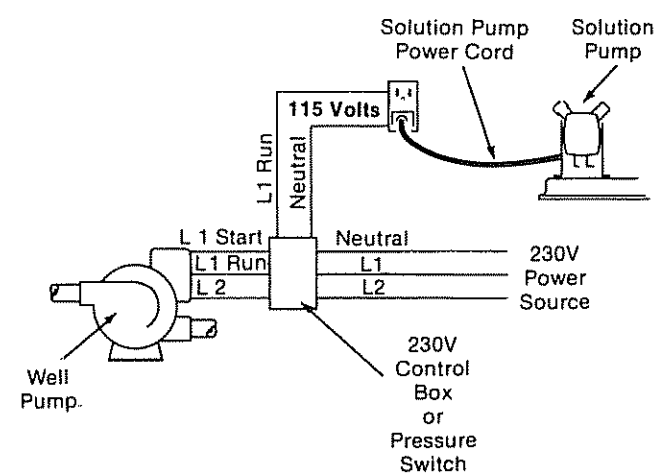 Solution Pump
Power Cord
Solution
Pump
115 Volts
L1 Run
Neutral
L 1 Start
L1 Run
L 2
Neutral
L1
L2
230V
Power
Source
Well
Pump.
230V
Control
Box
or
Pressure
Switch